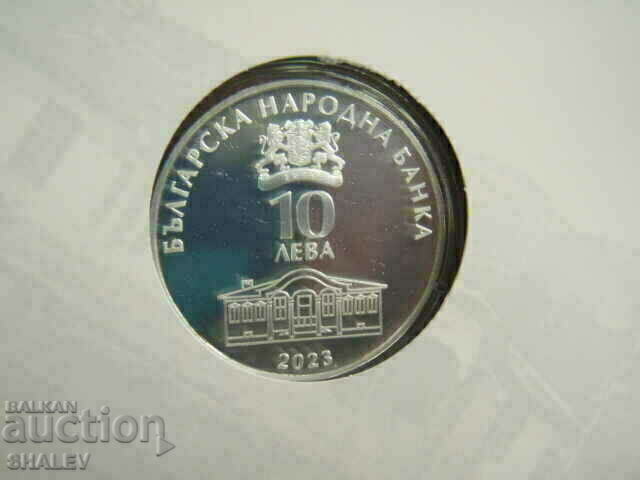 БЪЛГАРСКА НАРОДНА БАНКА
10
ЛЕВА
2023
BALKAN
auction
SHALEV